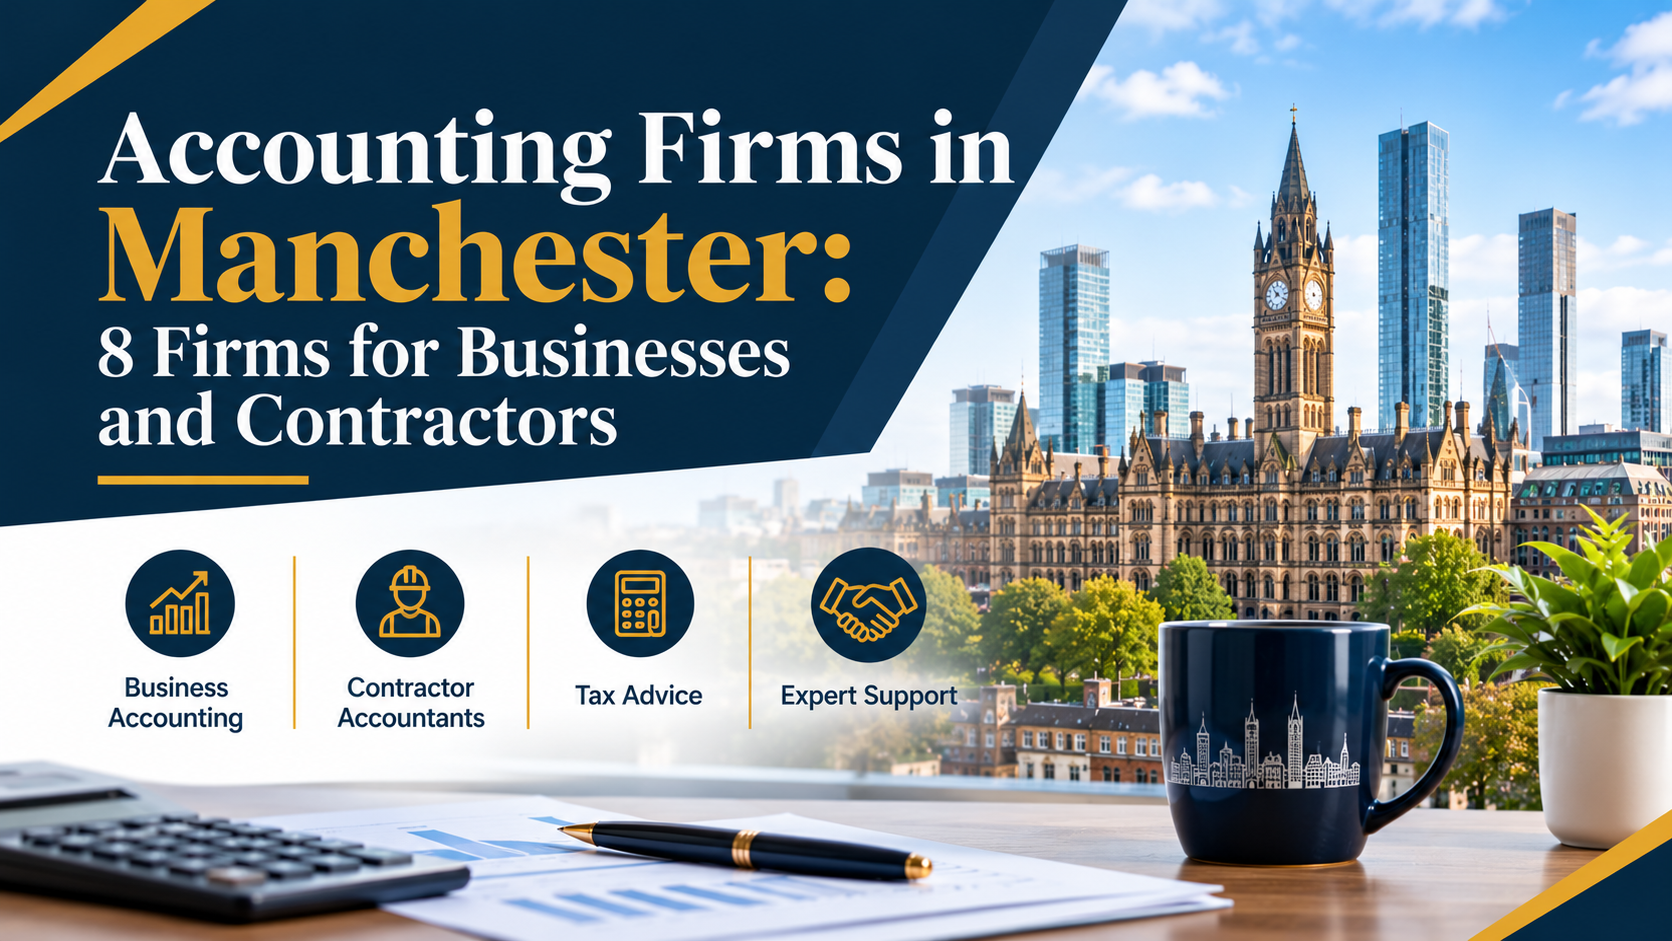 Accounting Firms in
Manchester:
8 Firms for Businesses
and Contractors
Business
Accounting
Contractor
Accountants
Tax Advice
Expert Support